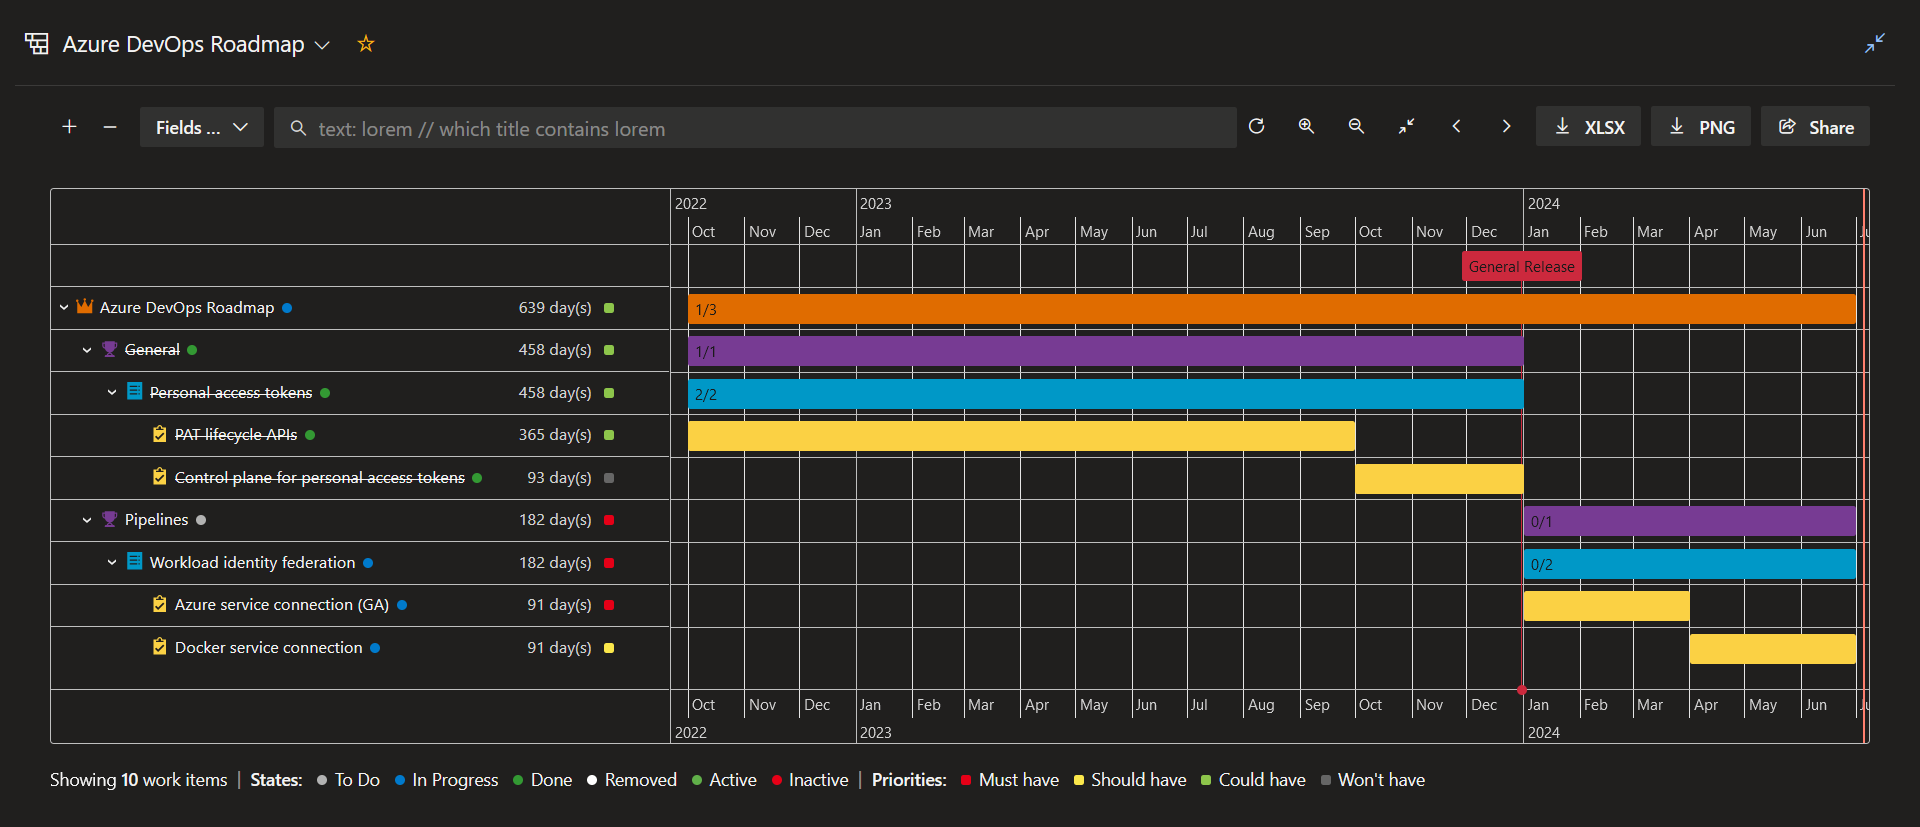 Azure DevOps Roadmap
Fields ...
text: lorem // which title contains lorem
XLSX
PNG
Share
2022 2023 2024
Oct Nov Dec Jan Feb Mar Apr May Jun Jul Aug Sep Oct Nov Dec Jan Feb Mar Apr May Jun
General Release
Azure DevOps Roadmap 639 day(s) 1/3
General 458 day(s) 1/1
Personal access tokens 458 day(s) 2/2
PAT lifecycle APIs 365 day(s)
Control plane for personal access tokens 93 day(s)
Pipelines 182 day(s) 0/1
Workload identity federation 182 day(s) 0/2
Azure service connection (GA) 91 day(s)
Docker service connection 91 day(s)
Oct Nov Dec Jan Feb Mar Apr May Jun Jul Aug Sep Oct Nov Dec Jan Feb Mar Apr May Jun
2022 2023 2024
Showing 10 work items | States: To Do In Progress Done Removed Active Inactive | Priorities: Must have Should have Could have Won't have